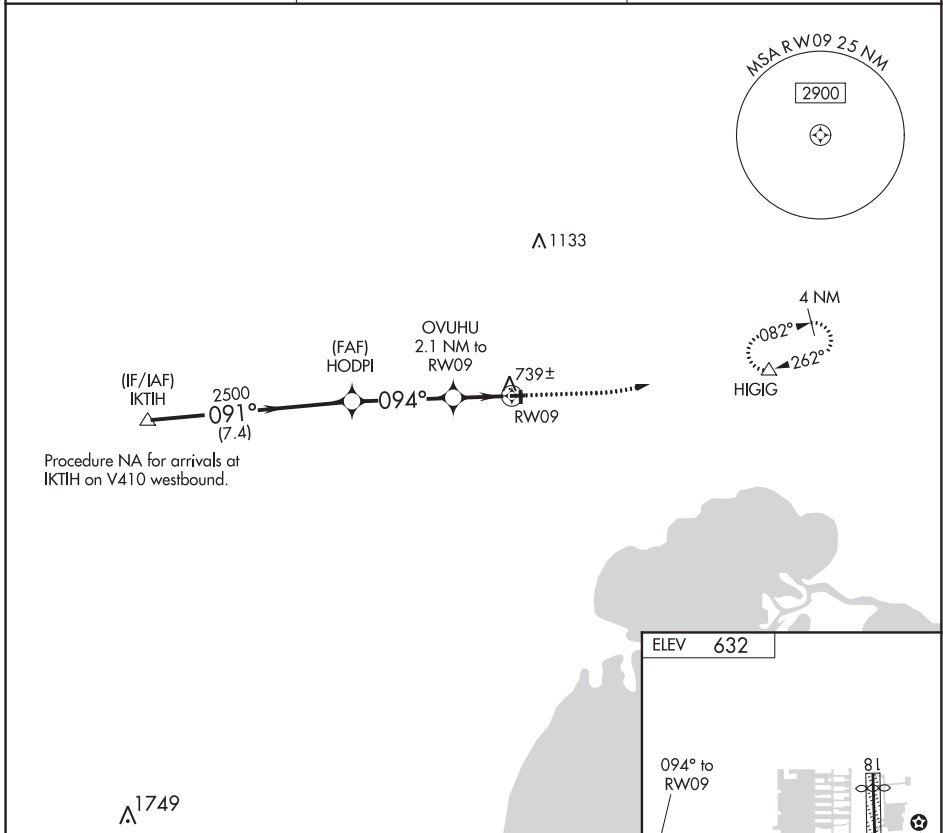 MSA RW09 25 NM
2900
1133
4 NM
082°
262°
HIGIG
OVUHU
2.1 NM to
RW09
(FAF)
HODPI
739±
(IF/IAF)
IKTIH
2500
091°
(7.4)
094°
RW09
Procedure NA for arrivals at
IKTIH on V410 westbound.
ELEV 632
094° to
RW09
18
1749